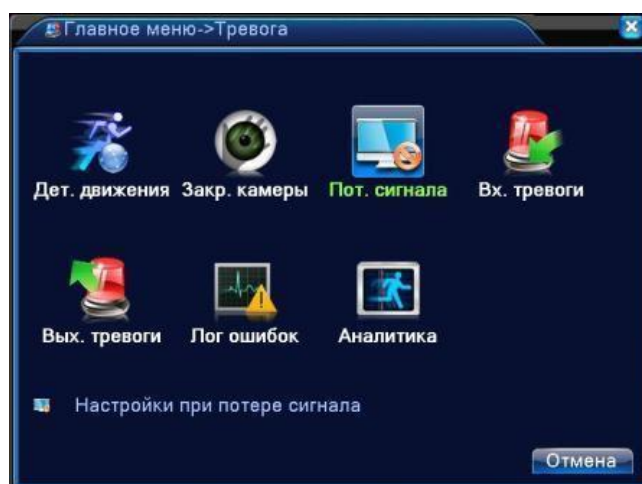 Главное меню->Тревога
Дет. движения Закр. камеры Пот. сигнала Вх. тревоги
Вых. тревоги Лог ошибок Аналитика
Настройки при потере сигнала
Отмена